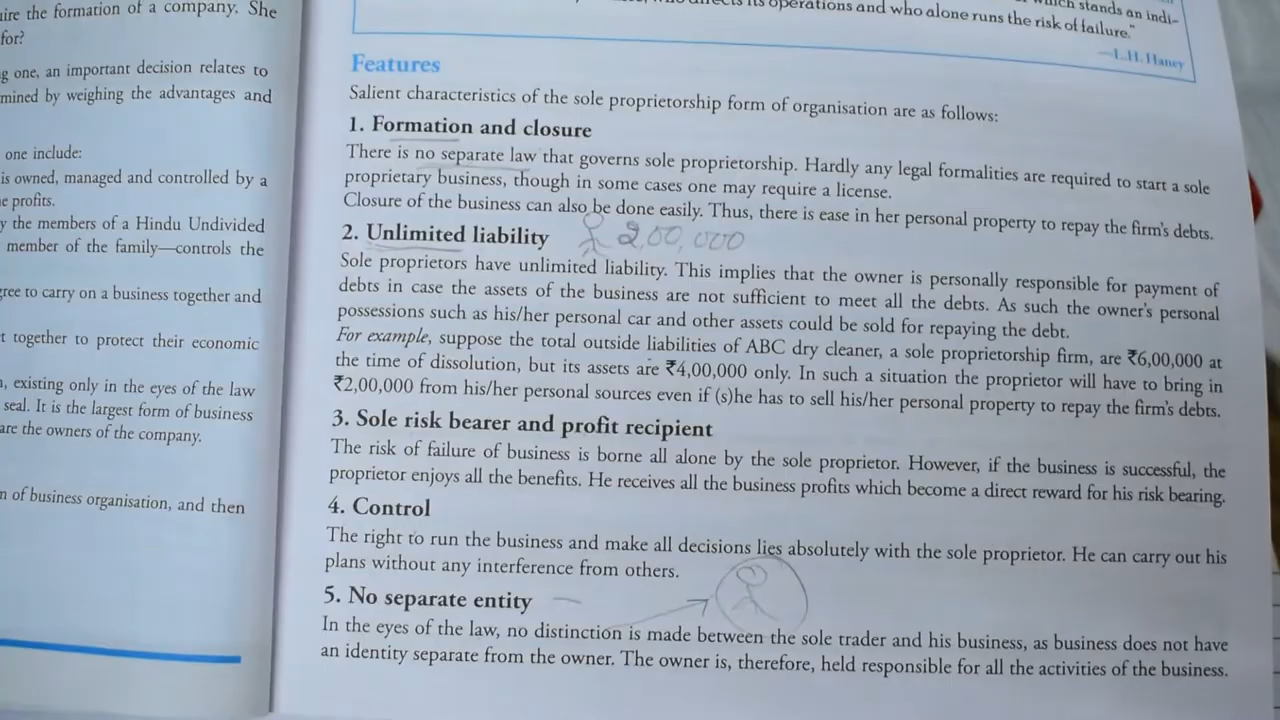 uire the formation of a company. She
for?
g one, an important decision relates to
mined by weighing the advantages and
one include:
is owned, managed and controlled by a
e profits.
y the members of a Hindu Undivided
member of the family—controls the
gree to carry on a business together and
t together to protect their economic
, existing only in the eyes of the law
seal. It is the largest form of business
are the owners of the company.
n of business organisation, and then
which stands an indi-
its operations and who alone runs the risk of failure."
—L.H. Haney
Features
Salient characteristics of the sole proprietorship form of organisation are as follows:
1. Formation and closure
There is no separate law that governs sole proprietorship. Hardly any legal formalities are required to start a sole
proprietary business, though in some cases one may require a license.
Closure of the business can also be done easily. Thus, there is ease in her personal property to repay the firm's debts.
2. Unlimited liability 2,00,000
Sole proprietors have unlimited liability. This implies that the owner is personally responsible for payment of
debts in case the assets of the business are not sufficient to meet all the debts. As such the owner's personal
possessions such as his/her personal car and other assets could be sold for repaying the debt.
For example, suppose the total outside liabilities of ABC dry cleaner, a sole proprietorship firm, are ₹6,00,000 at
the time of dissolution, but its assets are ₹4,00,000 only. In such a situation the proprietor will have to bring in
₹2,00,000 from his/her personal sources even if (s)he has to sell his/her personal property to repay the firm's debts.
3. Sole risk bearer and profit recipient
The risk of failure of business is borne all alone by the sole proprietor. However, if the business is successful, the
proprietor enjoys all the benefits. He receives all the business profits which become a direct reward for his risk bearing.
4. Control
The right to run the business and make all decisions lies absolutely with the sole proprietor. He can carry out his
plans without any interference from others.
5. No separate entity
In the eyes of the law, no distinction is made between the sole trader and his business, as business does not have
an identity separate from the owner. The owner is, therefore, held responsible for all the activities of the business.